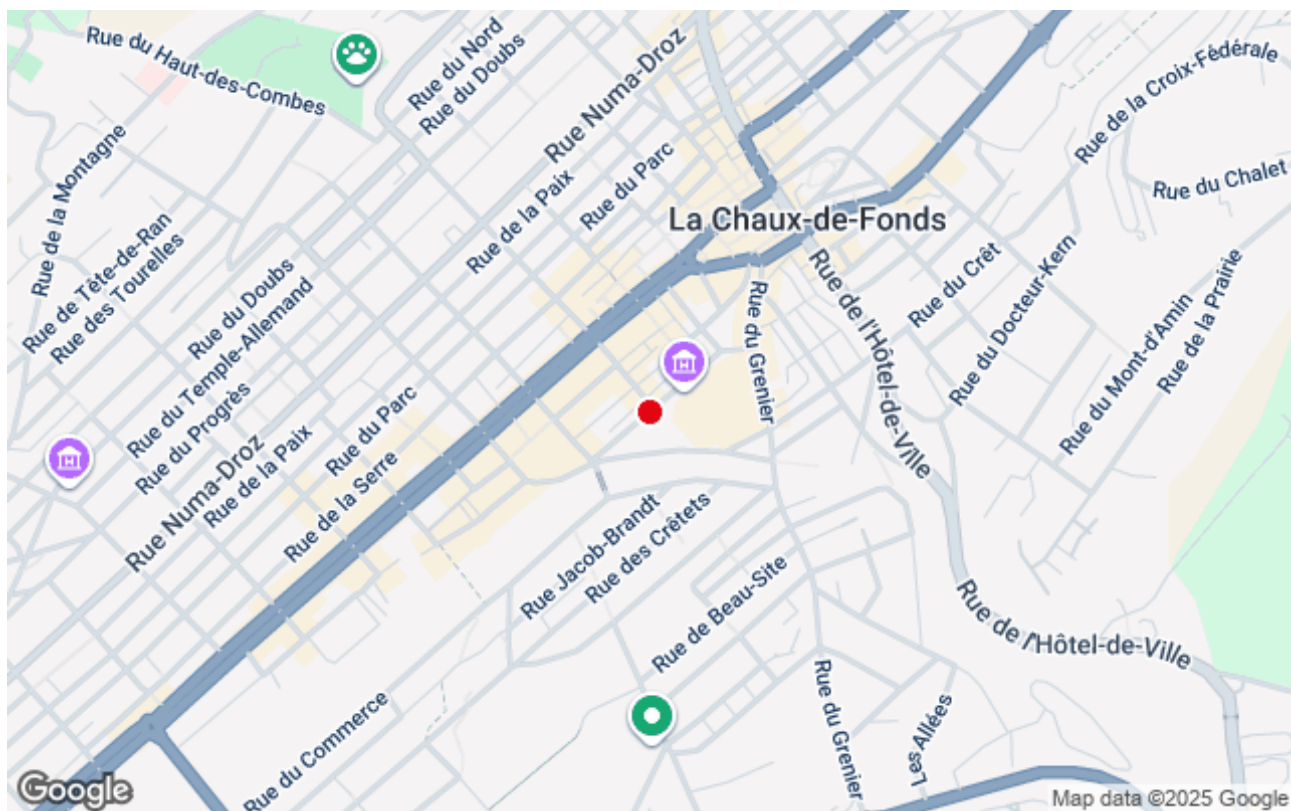 Rue du Haut-des-Combes
Rue du Nord
Rue du Doubs
Rue Numa-Droz
Rue de la Croix-Fédérale
Rue de la Montagne
Rue du Parc
Rue de la Paix
Rue du Chalet
La Chaux-de-Fonds
Rue de Tête-de-Ran
Rue des Tourelles
Rue du Doubs
Rue du Temple-Allemand
Rue du Progrès
Rue de l'Hôtel-de-Ville
Rue du Crêt
Rue du Docteur-Kern
Rue du Mont-d'Amin
Rue de la Prairie
Rue du Grenier
Rue du Parc
Rue de la Paix
Rue Numa-Droz
Rue de la Serre
Rue Jacob-Brandt
Rue des Crêtets
Rue de Beau-Site
Rue de l'Hôtel-de-Ville
Rue du Commerce
Rue du Grenier
Les Allées
Google
Map data ©2025 Google